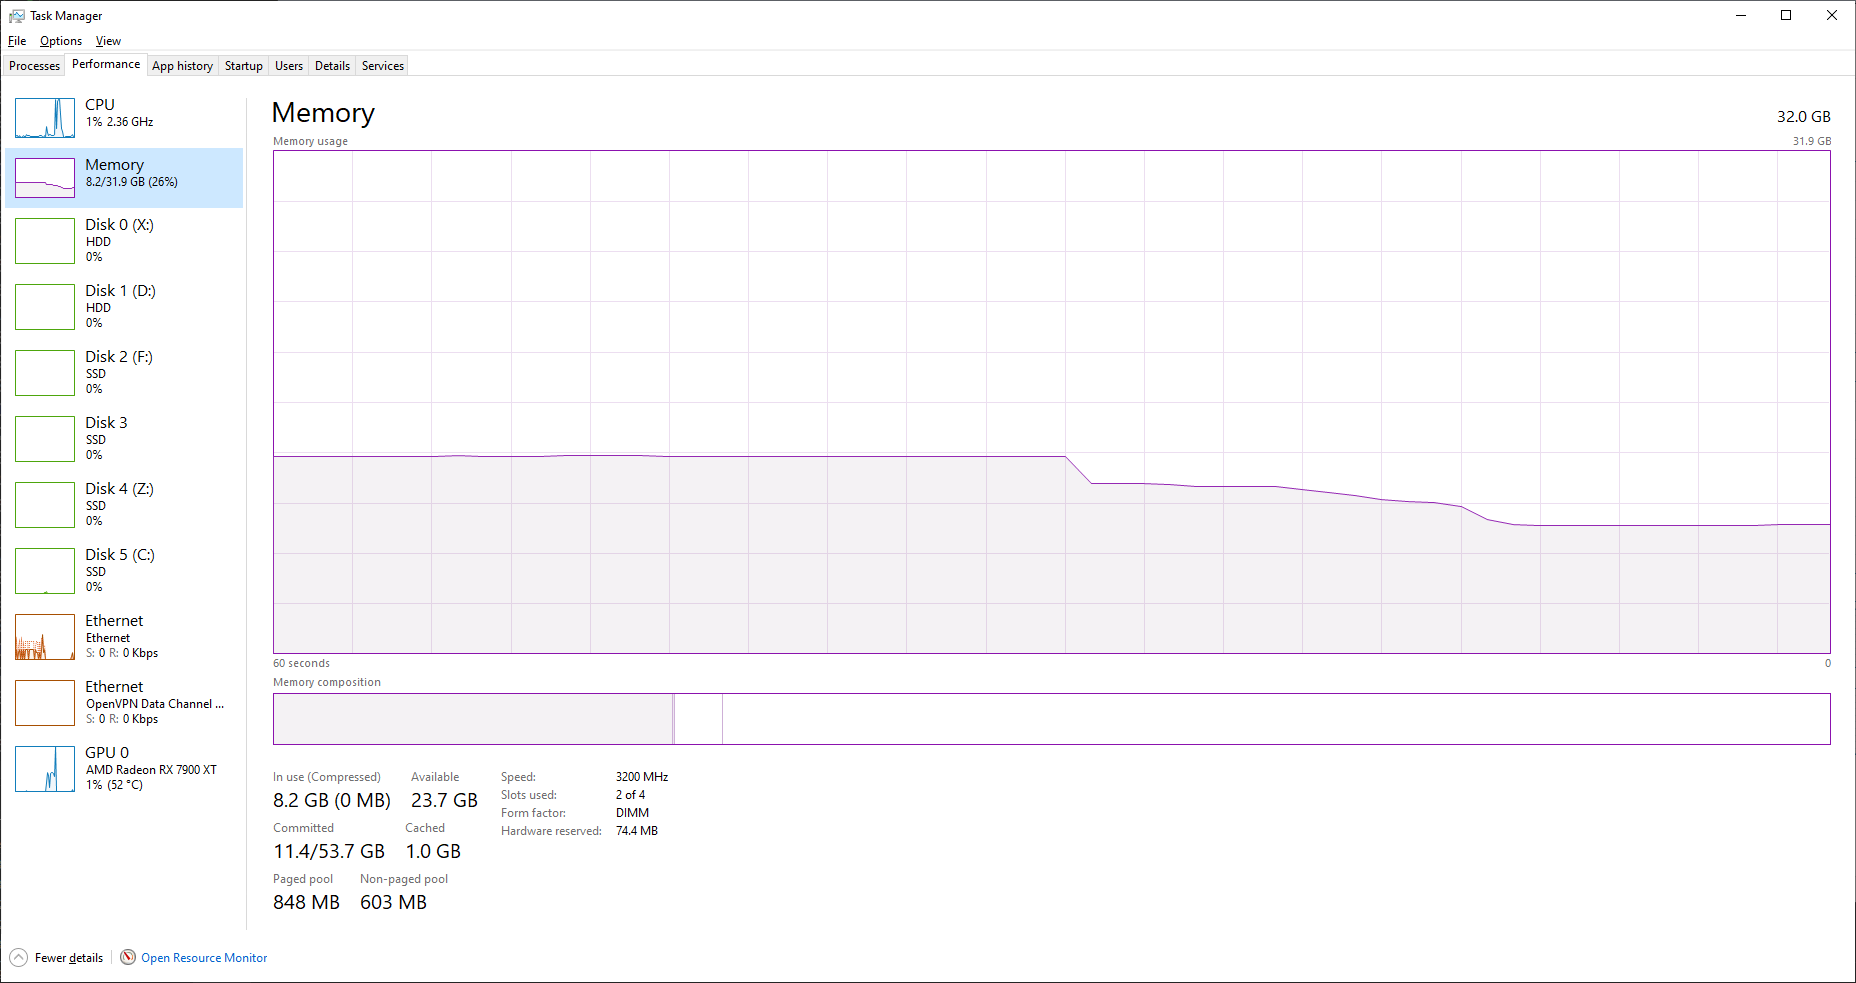 Task Manager
File Options View
Processes Performance App history Startup Users Details Services
CPU
1% 2.36 GHz
Memory
8.2/31.9 GB (26%)
Disk 0 (X:)
HDD
0%
Disk 1 (D:)
HDD
0%
Disk 2 (F:)
SSD
0%
Disk 3
SSD
0%
Disk 4 (Z:)
SSD
0%
Disk 5 (C:)
SSD
0%
Ethernet
Ethernet
S: 0 R: 0 Kbps
Ethernet
OpenVPN Data Channel ...
S: 0 R: 0 Kbps
GPU 0
AMD Radeon RX 7900 XT
1% (52 °C)
Memory 32.0 GB
Memory usage 31.9 GB
60 seconds 0
Memory composition
In use (Compressed) Available
8.2 GB (0 MB) 23.7 GB
Committed Cached
11.4/53.7 GB 1.0 GB
Paged pool Non-paged pool
848 MB 603 MB
Speed: 3200 MHz
Slots used: 2 of 4
Form factor: DIMM
Hardware reserved: 74.4 MB
Fewer details Open Resource Monitor